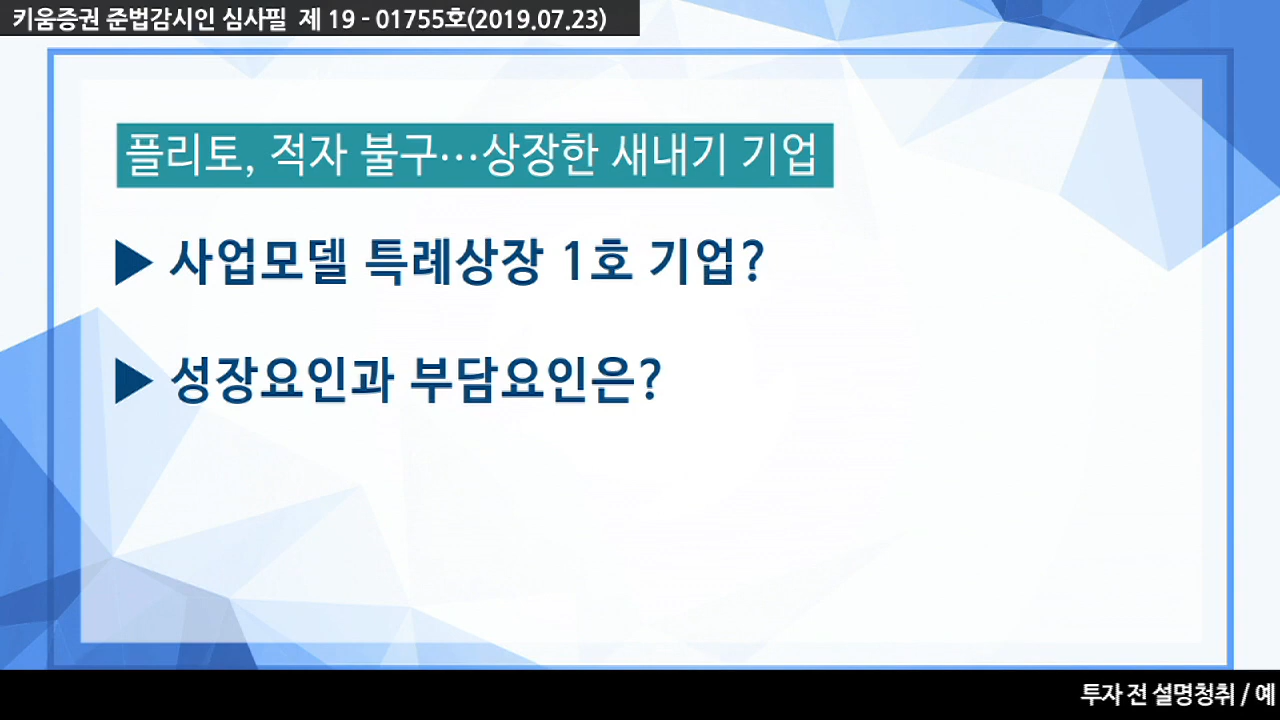 키움증권 준법감시인 심사필 제 19 - 01755호(2019.07.23)
플리토, 적자 불구…상장한 새내기 기업
▶ 사업모델 특례상장 1호 기업?
▶ 성장요인과 부담요인은?
투자 전 설명청취 / 예